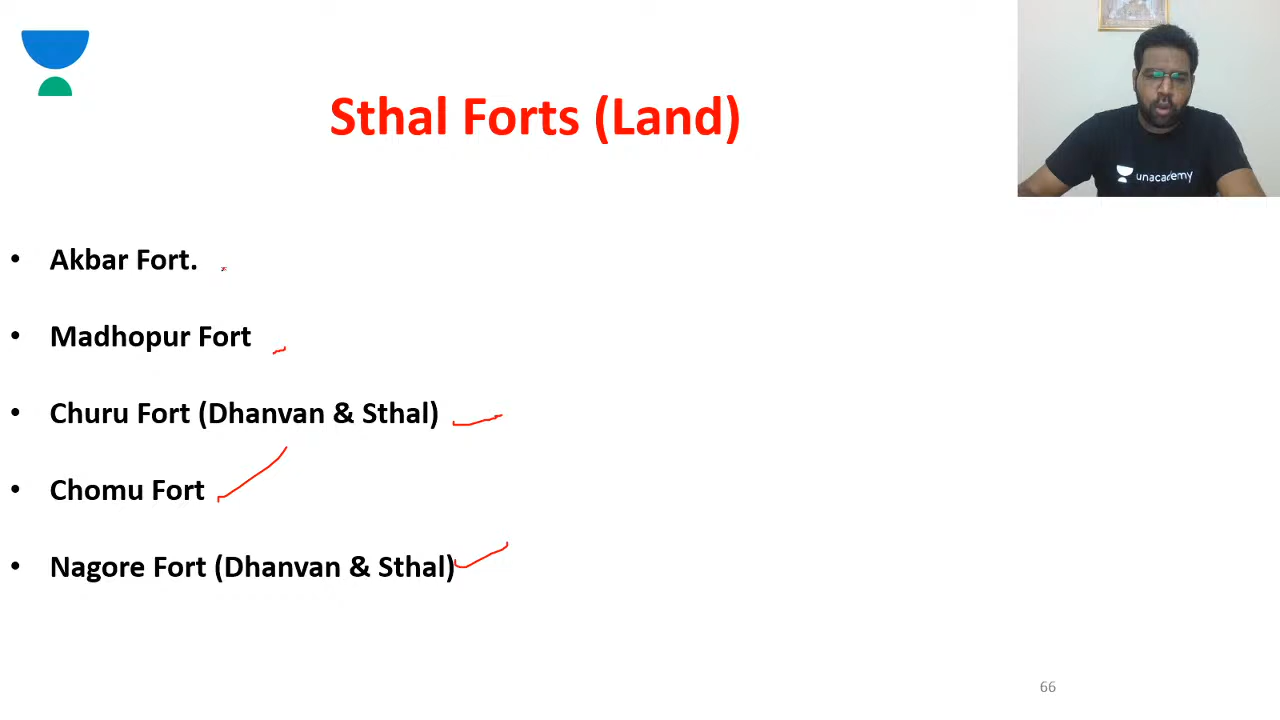 Sthal Forts (Land)
unacademy
• Akbar Fort.
• Madhopur Fort
• Churu Fort (Dhanvan & Sthal)
• Chomu Fort
• Nagore Fort (Dhanvan & Sthal)
66